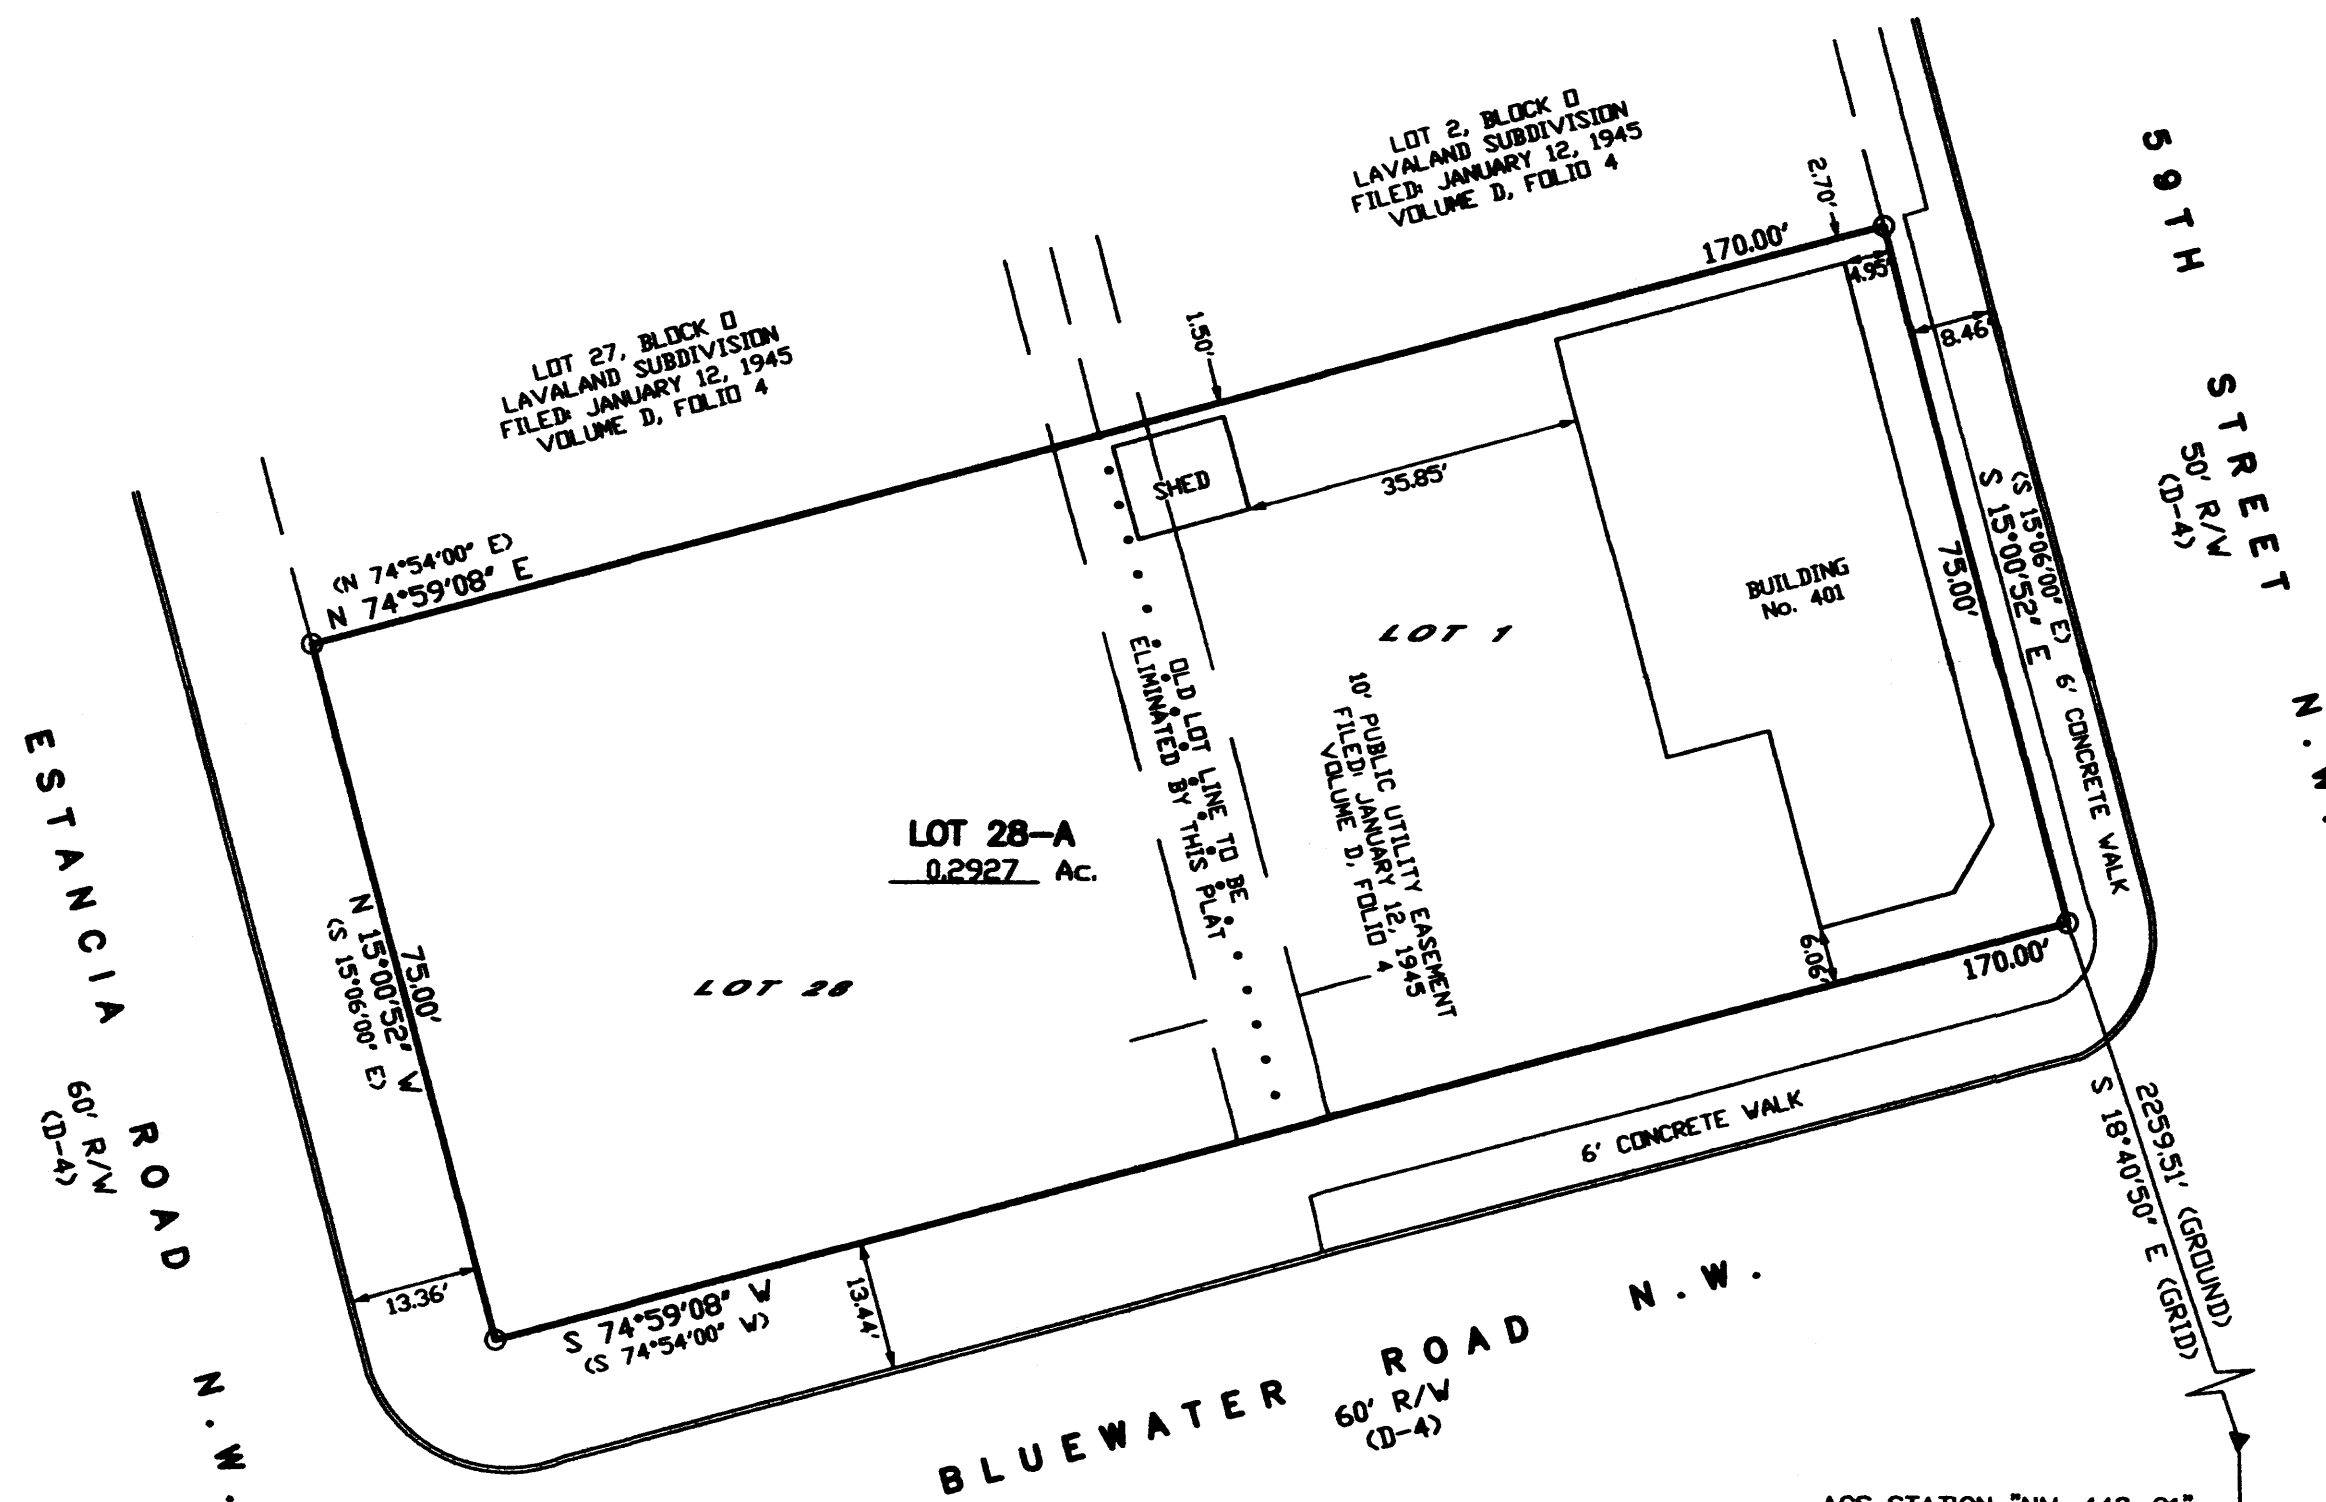 LOT 2, BLOCK O
LAVALAND SUBDIVISION
FILED: JANUARY 12, 1945
VOLUME D, FOLIO 4
LOT 27, BLOCK O
LAVALAND SUBDIVISION
FILED: JANUARY 12, 1945
VOLUME D, FOLIO 4
59TH STREET N.W.
50' R/W
(D-4)
2.70'
170.00'
4.95'
8.46'
1.50'
SHED
35.85'
(N 74°54'00" E)
N 74°59'08" E
(S 15°06'00" E)
S 15°00'52" E
75.00'
6' CONCRETE WALK
BUILDING
No. 401
LOT 1
OLD LOT LINE TO BE
ELIMINATED BY THIS PLAT
10' PUBLIC UTILITY EASEMENT
FILED: JANUARY 12, 1945
VOLUME D, FOLIO 4
LOT 28-A
0.2927 Ac.
LOT 28
ESTANCIA ROAD N.W.
60' R/W
(D-4)
75.00'
N 15°00'52" W
(S 15°06'00" E)
6.06'
170.00'
6' CONCRETE WALK
13.36'
13.44'
S 74°59'08" W
(S 74°54'00" W)
BLUEWATER ROAD N.W.
60' R/W
(D-4)
2259.51' (GROUND)
S 18°40'50" E (GRID)